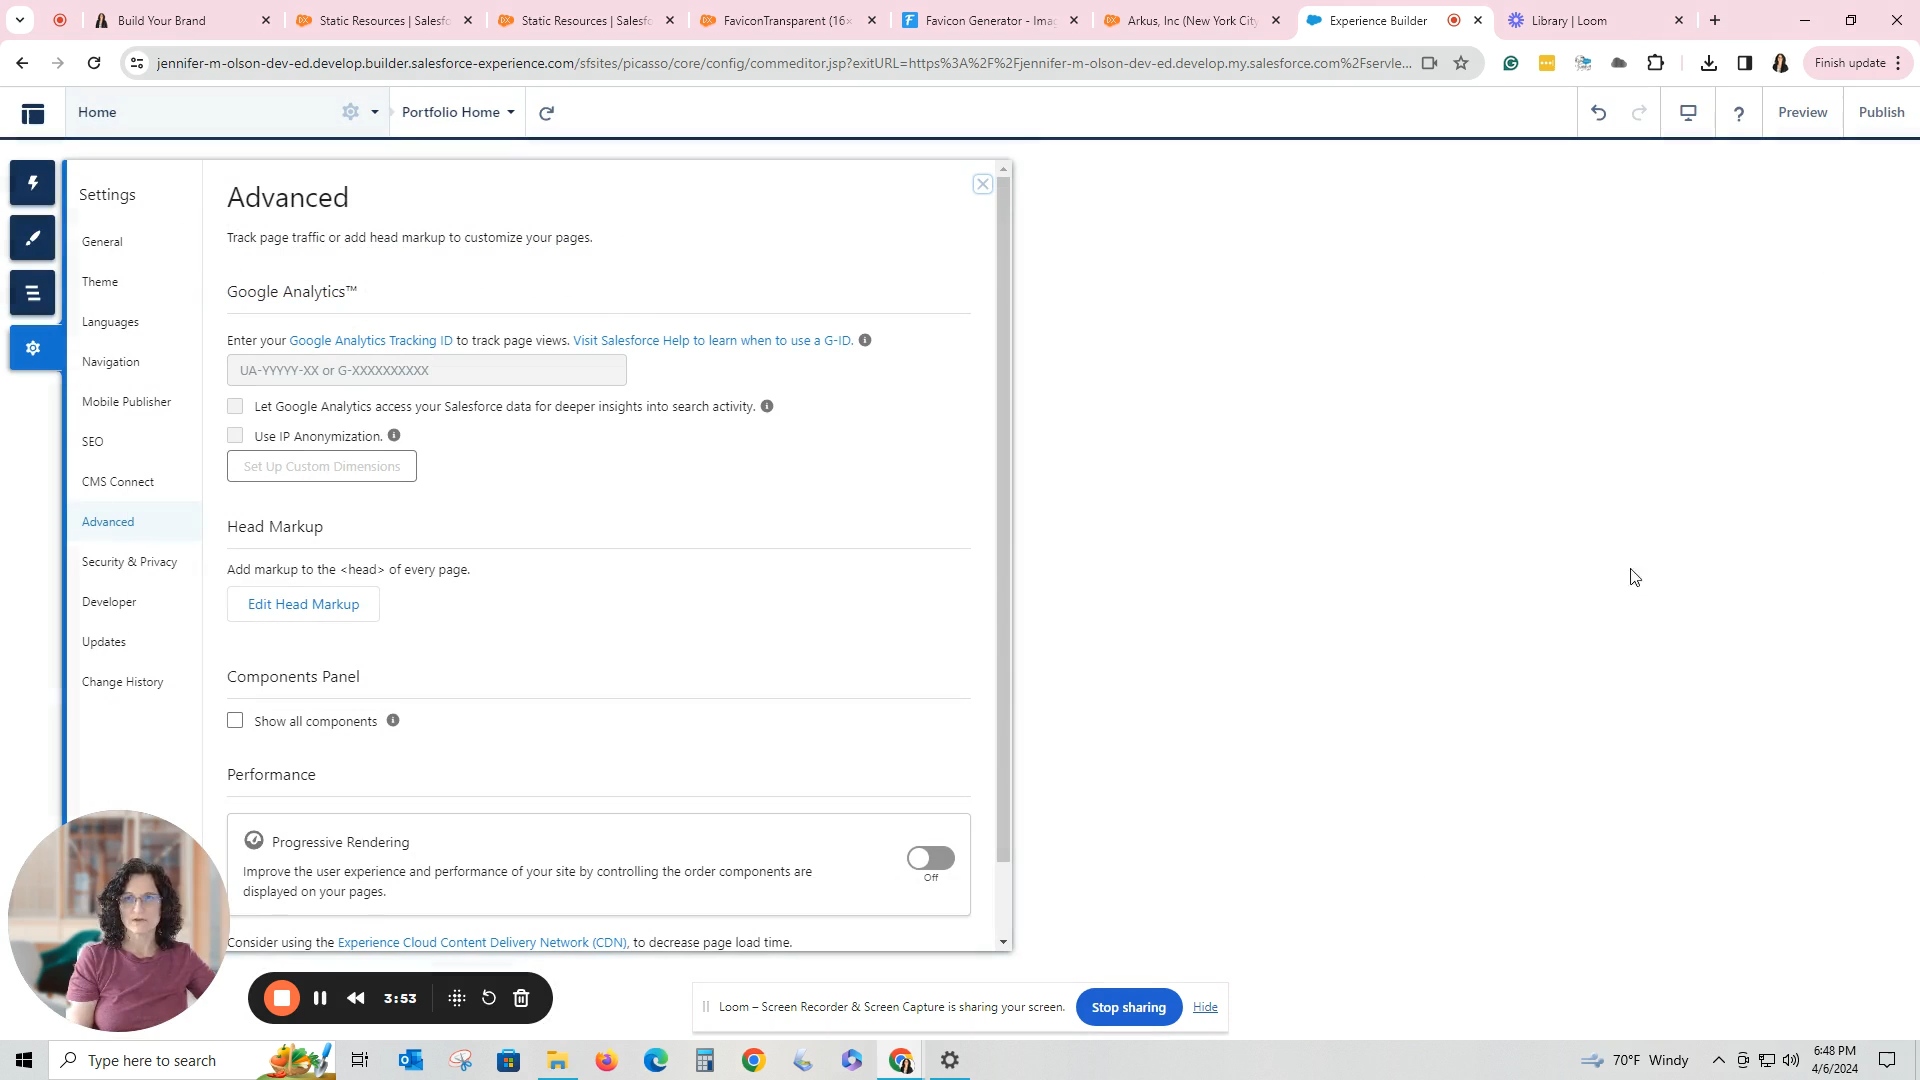 Build Your Brand
Static Resources | Salesfo
Static Resources | Salesfo
FaviconTransparent (16×
Favicon Generator - Imag
Arkus, Inc (New York City
Experience Builder
Library | Loom
jennifer-m-olson-dev-ed.develop.builder.salesforce-experience.com/sfsites/picasso/core/config/commeditor.jsp?exitURL=https%3A%2F%2Fjennifer-m-olson-dev-ed.develop.my.salesforce.com%2Fservle...
Finish update
Home
Portfolio Home
Preview
Publish
Settings
General
Theme
Languages
Navigation
Mobile Publisher
SEO
CMS Connect
Advanced
Security & Privacy
Developer
Updates
Change History
Advanced
Track page traffic or add head markup to customize your pages.
Google Analytics™
Enter your Google Analytics Tracking ID to track page views. Visit Salesforce Help to learn when to use a G-ID.
UA-YYYYY-XX or G-XXXXXXXXXX
Let Google Analytics access your Salesforce data for deeper insights into search activity.
Use IP Anonymization.
Set Up Custom Dimensions
Head Markup
Add markup to the <head> of every page.
Edit Head Markup
Components Panel
Show all components
Performance
Progressive Rendering
Improve the user experience and performance of your site by controlling the order components are
displayed on your pages.
Off
Consider using the Experience Cloud Content Delivery Network (CDN), to decrease page load time.
3:53
Loom – Screen Recorder & Screen Capture is sharing your screen.
Stop sharing
Hide
Type here to search
70°F Windy
6:48 PM
4/6/2024